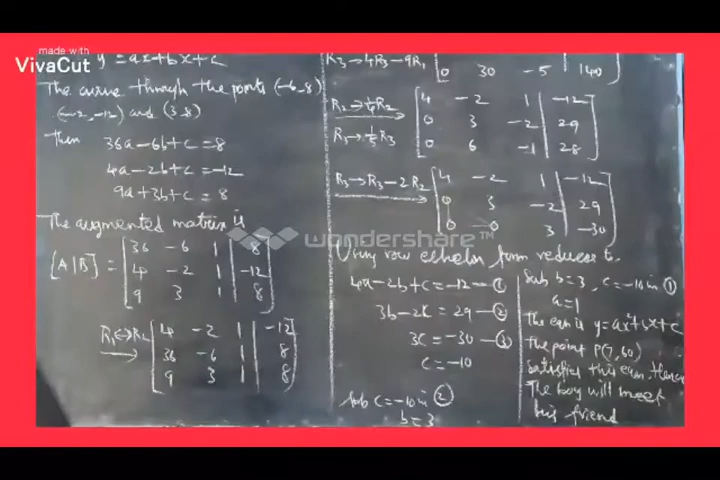 made with
VivaCut
y = ax + bx + c
The curve through the points (-6, 8)
(-2, -12) and (3, 8)
Then 36a - 6b + c = 8
4a - 2b + c = -12
9a + 3b + c = 8
The augmented matrix is
[A|B] = [36 -6 1 | 8
4 -2 1 | -12
9 3 1 | 8]
R1 ↔ R2 [4 -2 1 | -12
→ 36 -6 1 | 8
9 3 1 | 8]
R3 → 4R3 - 9R1
0 30 -5 | 140]
R2 → 1/4 R2 [4 -2 1 | -12
R3 → 1/5 R3 0 3 -2 | 29
0 6 -1 | 28]
R3 → R3 - 2R2 [4 -2 1 | -12
→ 0 3 -2 | 29
0 0 3 | -30]
wondershare™
Using row echelon form reduces to.
4a - 2b + c = -12 - ①
3b - 2c = 29 - ②
3c = -30 - ③
c = -10
Sub c = -10 in ②
b = 3
Sub b = 3, c = -10 in ①
a = 1
The eqn is y = ax² + bx + c
The point P(7, 60)
Satisfies this eqn. Hence
The boy will meet
his friend